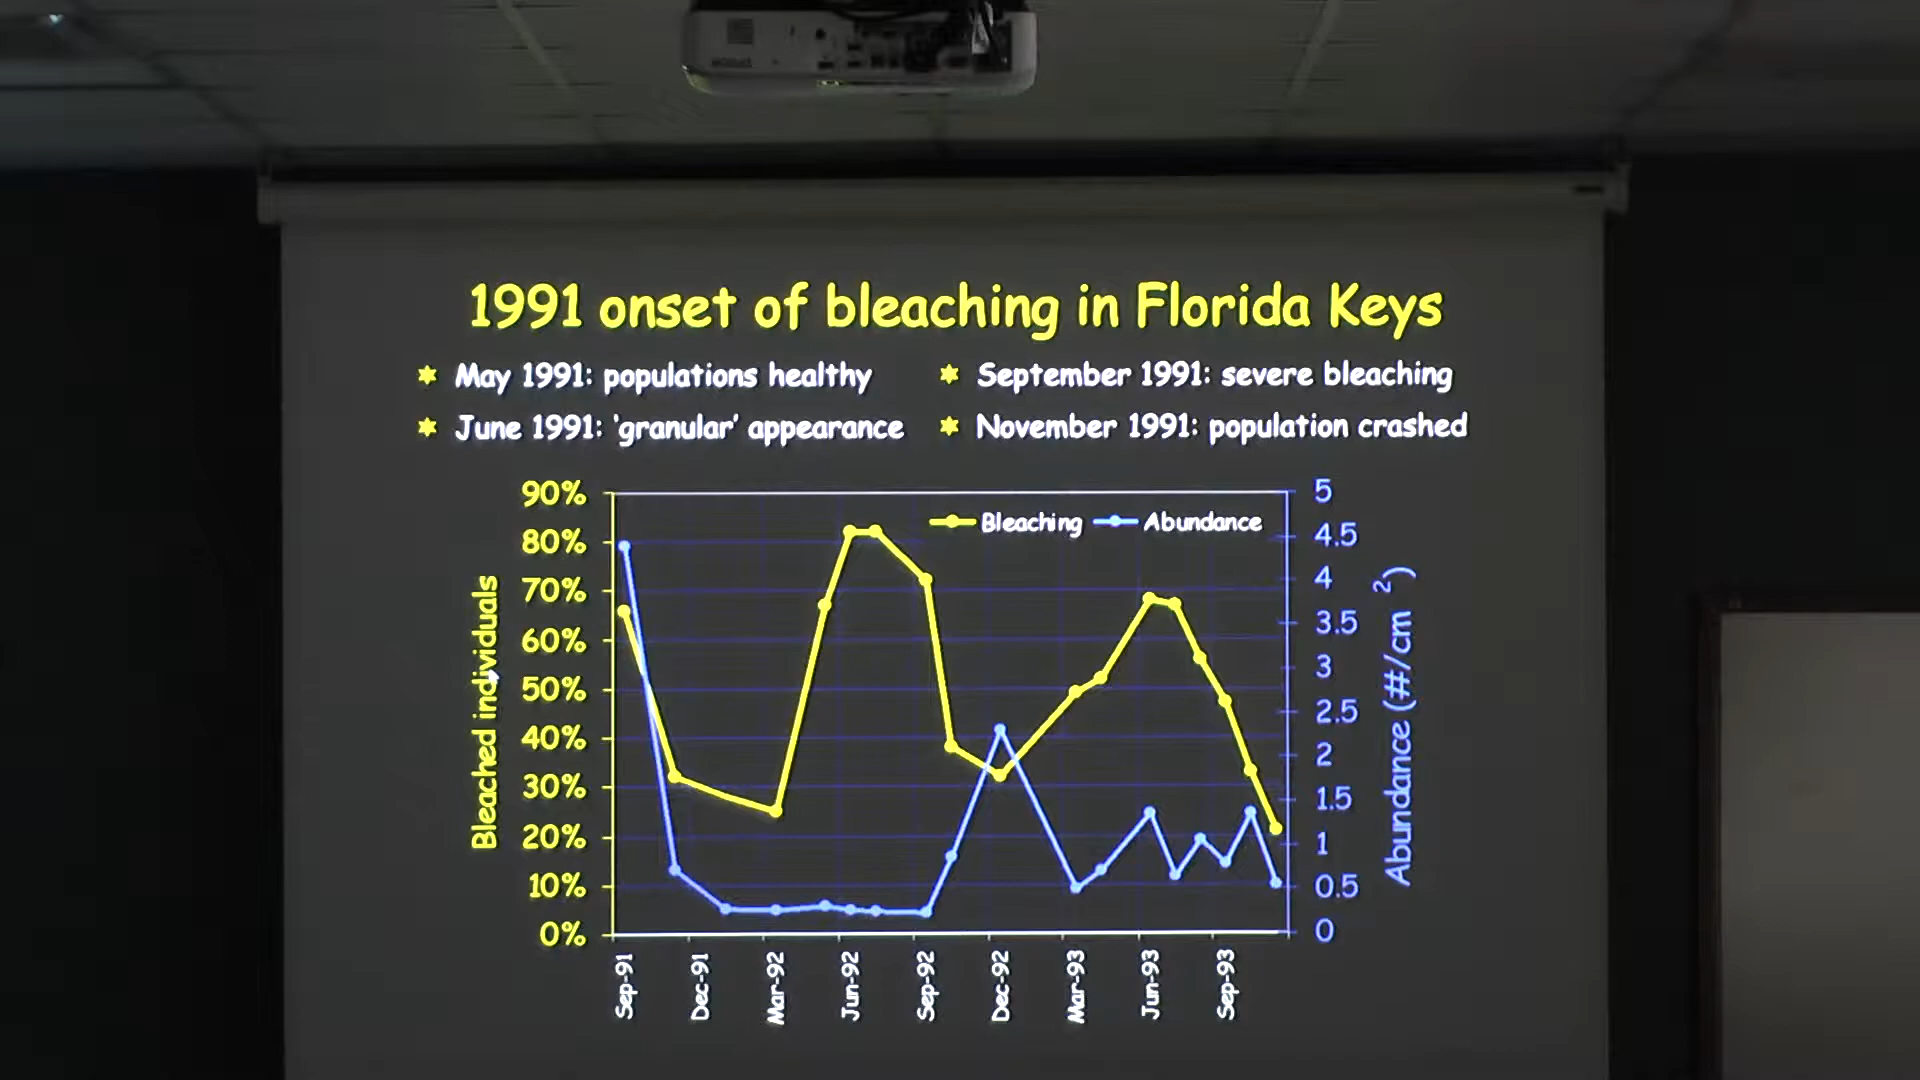 1991 onset of bleaching in Florida Keys
May 1991: populations healthy
June 1991: ‘granular’ appearance
September 1991: severe bleaching
November 1991: population crashed
Bleached individuals
90%
80%
70%
60%
50%
40%
30%
20%
10%
0%
Bleaching
Abundance
5
4.5
4
3.5
3
2.5
2
1.5
1
0.5
0
Abundance (#/cm 2)
Sep-91
Dec-91
Mar-92
Jun-92
Sep-92
Dec-92
Mar-93
Jun-93
Sep-93